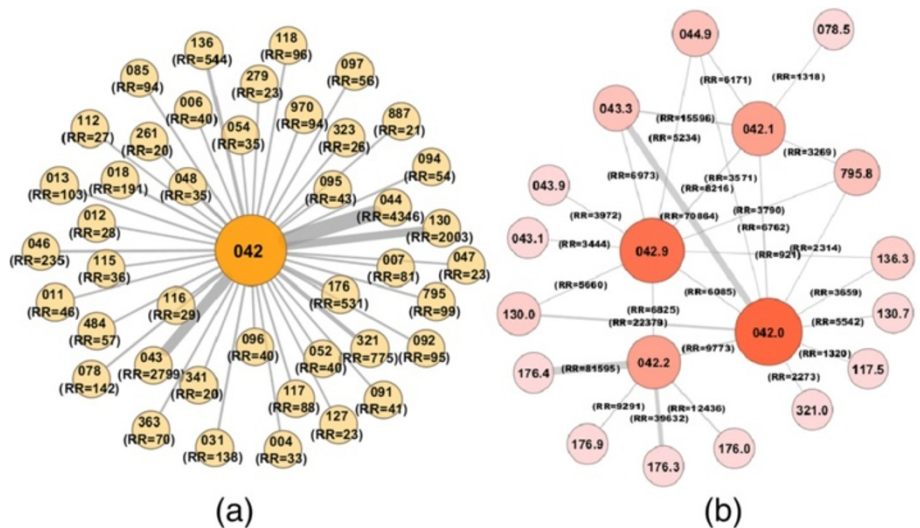 136
(RR=544)
118
(RR=96)
085
(RR=94)
279
(RR=23)
097
(RR=56)
006
(RR=40)
970
(RR=94)
112
(RR=27)
261
(RR=20)
054
(RR=35)
323
(RR=26)
887
(RR=21)
013
(RR=103)
018
(RR=191)
048
(RR=35)
095
(RR=43)
094
(RR=54)
044
(RR=4346)
012
(RR=28)
130
(RR=2003)
046
(RR=235)
042
115
(RR=36)
007
(RR=81)
047
(RR=23)
011
(RR=46)
116
(RR=29)
176
(RR=531)
795
(RR=99)
484
(RR=57)
043
(RR=2799)
096
(RR=40)
052
(RR=40)
321
(RR=775)
092
(RR=95)
078
(RR=142)
341
(RR=20)
117
(RR=88)
091
(RR=41)
363
(RR=70)
031
(RR=138)
004
(RR=33)
127
(RR=23)
(a)
044.9
078.5
(RR=6171)
(RR=1318)
043.3
(RR=15596)
042.1
(RR=5234)
(RR=3269)
(RR=6973)
(RR=3571)
795.8
043.9
(RR=8216)
(RR=3972)
(RR=70864)
(RR=3790)
(RR=6762)
043.1
(RR=3444)
042.9
(RR=921)
(RR=2314)
136.3
(RR=5660)
(RR=6085)
(RR=3659)
130.0
(RR=6825)
(RR=22379)
042.0
(RR=5542)
130.7
(RR=9773)
(RR=1320)
176.4
(RR=81595)
042.2
(RR=2273)
117.5
(RR=9291)
(RR=39632)
(RR=12436)
321.0
176.9
176.3
176.0
(b)